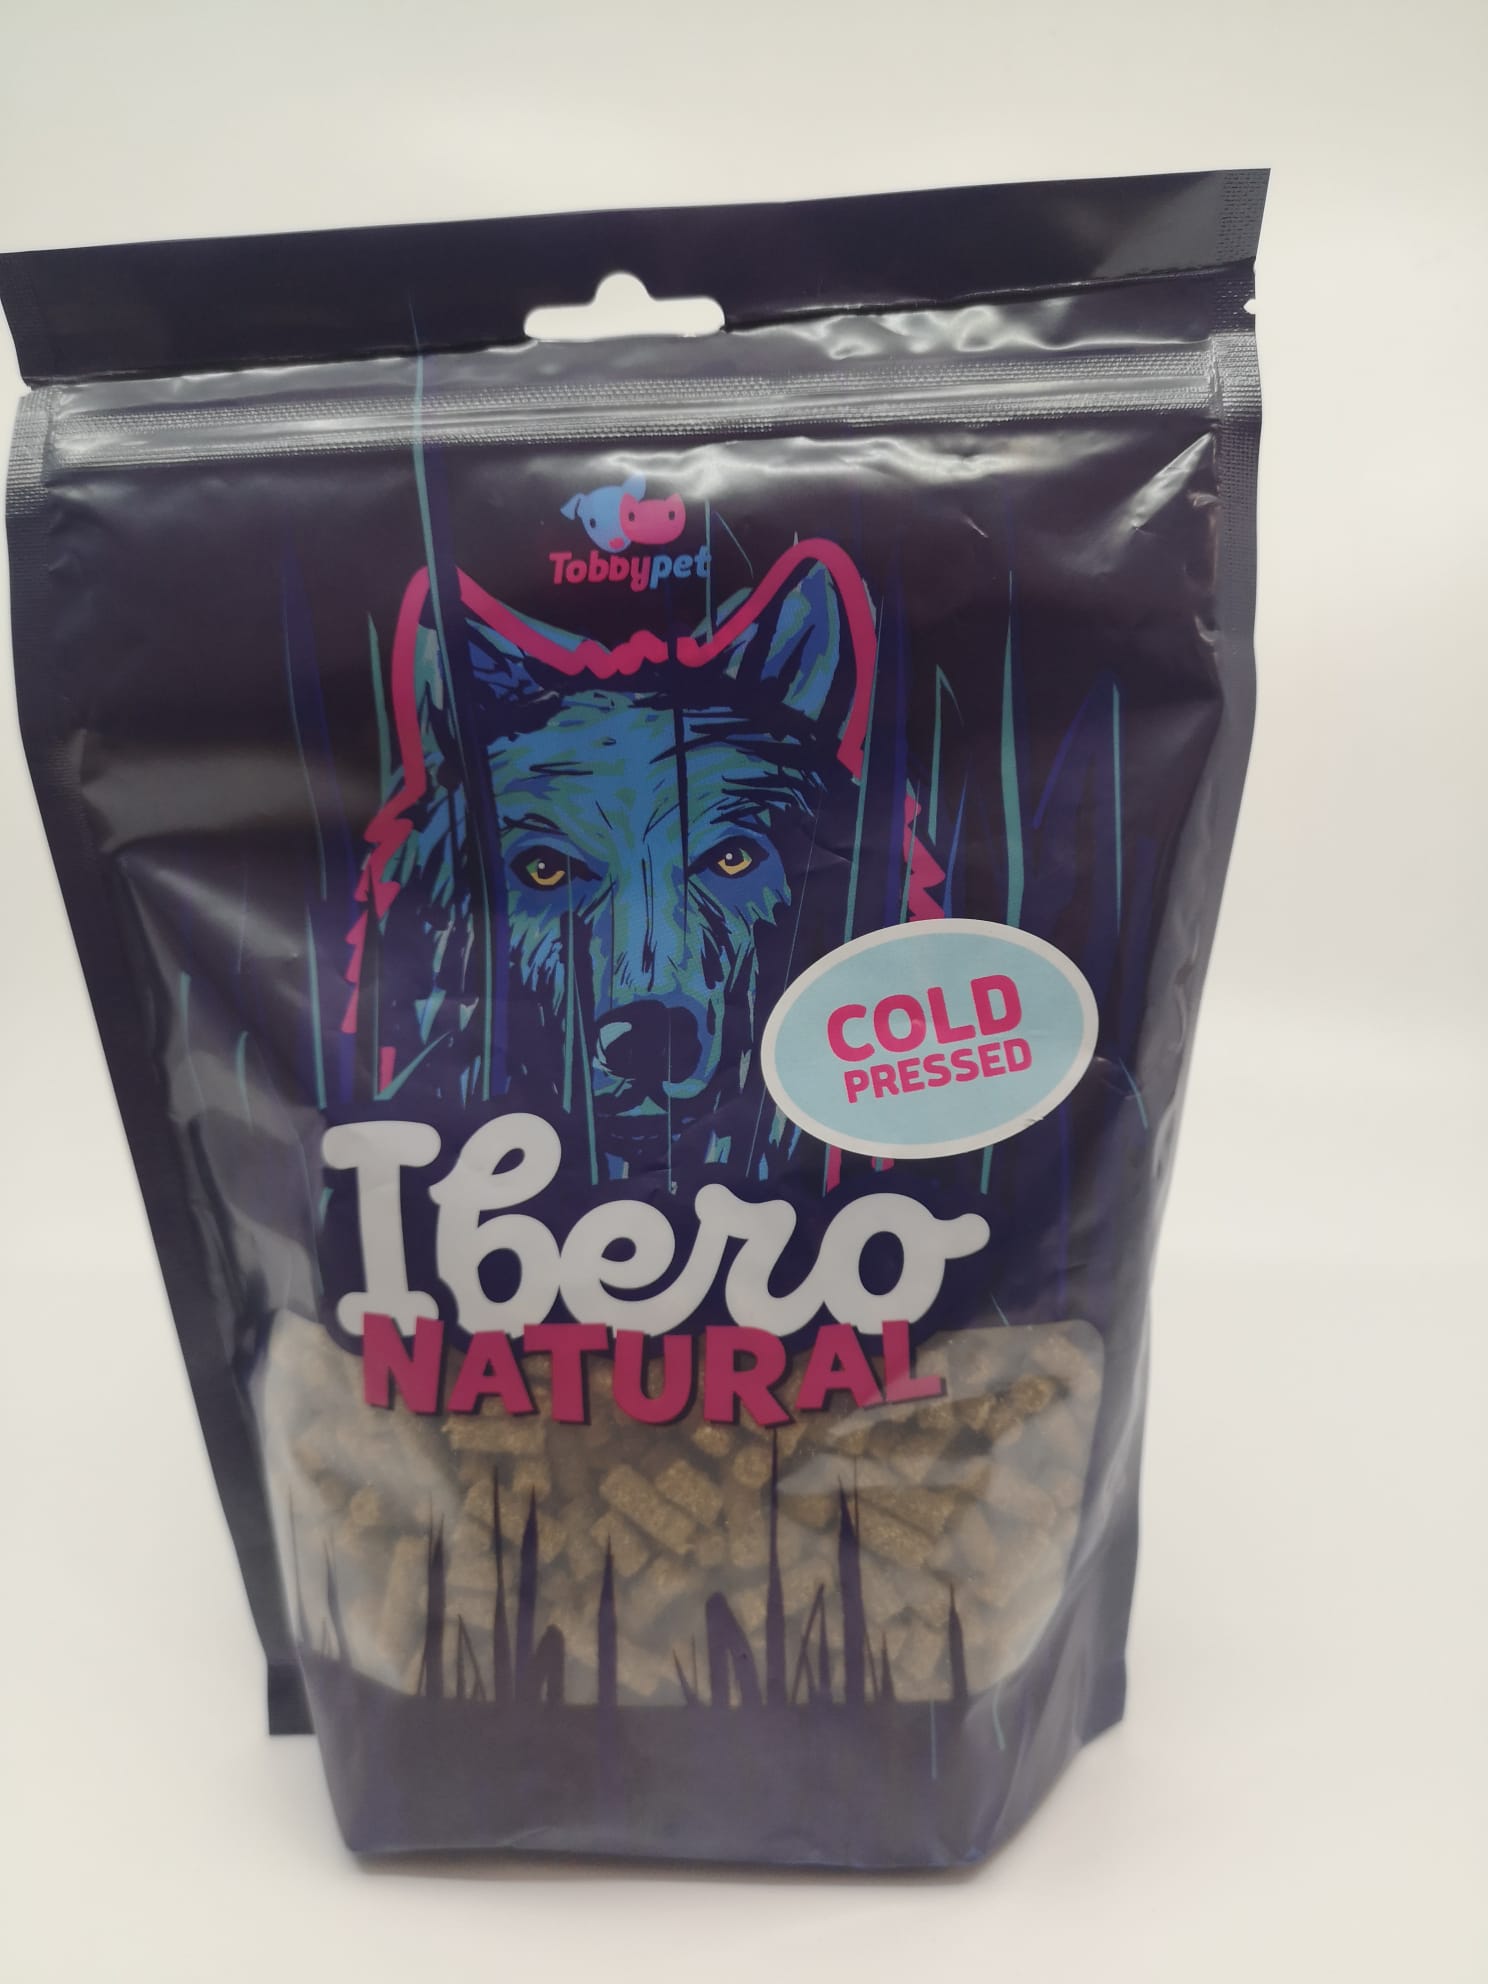 Tobbypet
COLD
PRESSED
Ibero
NATURAL